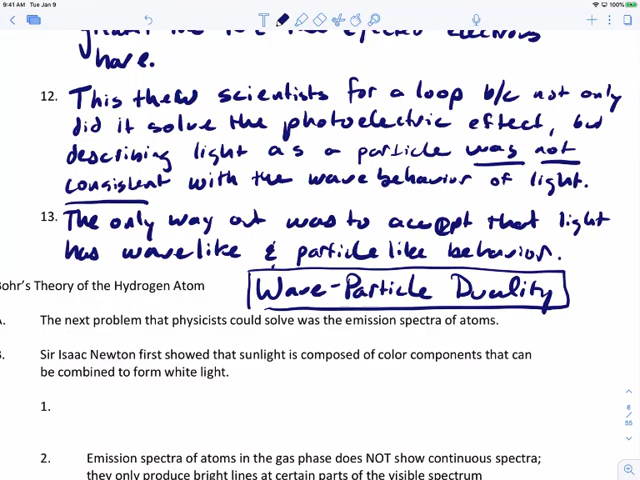 9:41 AM Tue Jan 9
100%
have.
12. This threw scientists for a loop b/c not only
did it solve the photoelectric effect, but
describing light as a particle was not
consistent with the wave behavior of light.
13. The only way out was to accept that light
has wavelike & particle like behavior.
Bohr's Theory of the Hydrogen Atom
Wave-Particle Duality
A. The next problem that physicists could solve was the emission spectra of atoms.
B. Sir Isaac Newton first showed that sunlight is composed of color components that can
be combined to form white light.
1.
2. Emission spectra of atoms in the gas phase does NOT show continuous spectra;
they only produce bright lines at certain parts of the visible spectrum
8
/
55